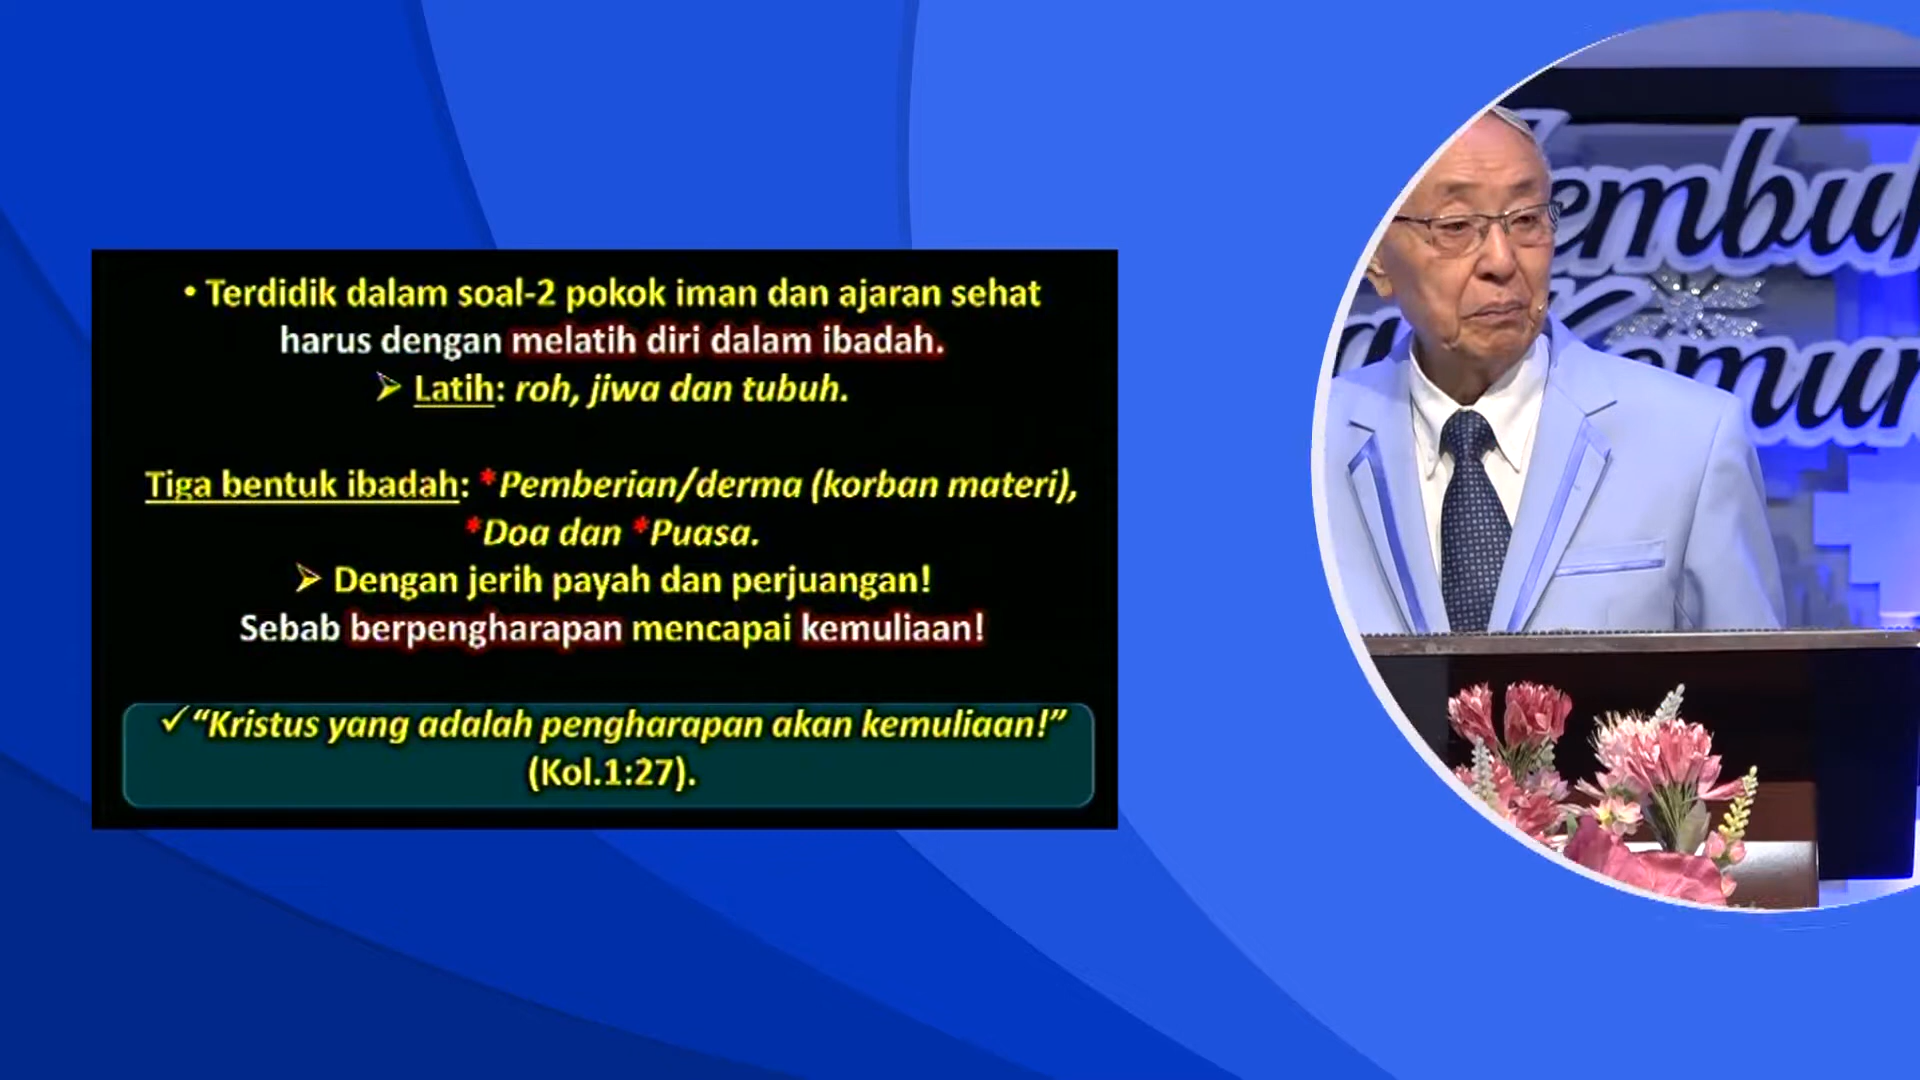 • Terdidik dalam soal-2 pokok iman dan ajaran sehat
harus dengan melatih diri dalam ibadah.
➢ Latih: roh, jiwa dan tubuh.
Tiga bentuk ibadah: *Pemberian/derma (korban materi),
*Doa dan *Puasa.
➢ Dengan jerih payah dan perjuangan!
Sebab berpengharapan mencapai kemuliaan!
✓“Kristus yang adalah pengharapan akan kemuliaan!”
(Kol.1:27).